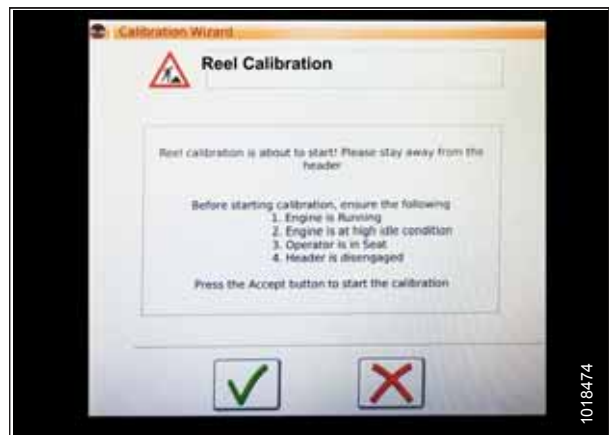 Calibration Wizard
Reel Calibration
Reel calibration is about to start! Please stay away from the
header
Before starting calibration, ensure the following
1. Engine is Running
2. Engine is at high idle condition
3. Operator is in Seat
4. Header is disengaged
Press the Accept button to start the calibration
1018474